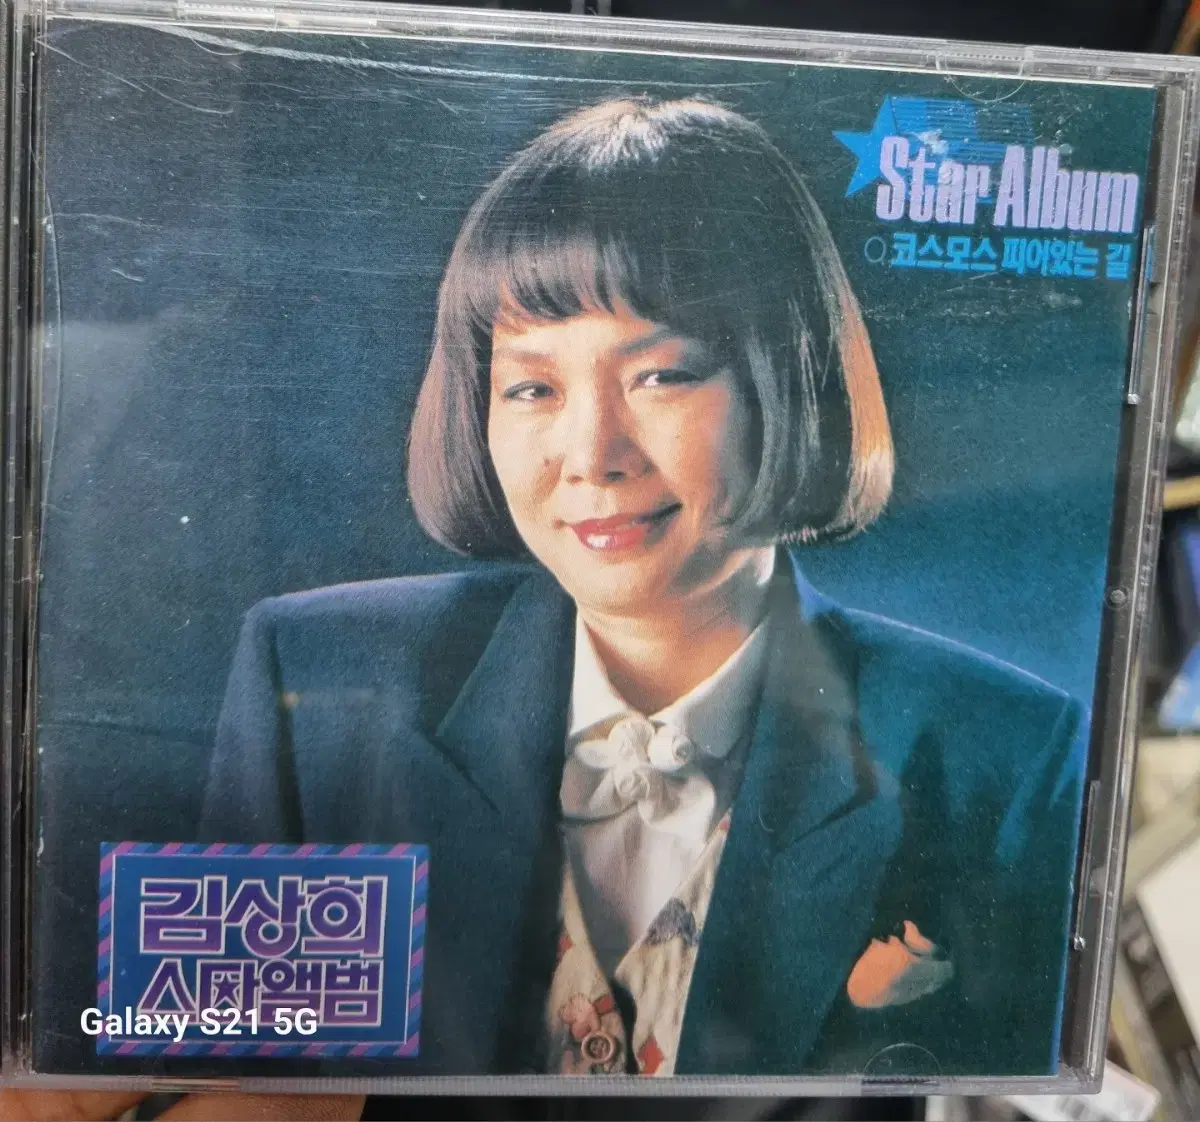 Star Album
코스모스 피어있는 길
김상희
스타앨범
Galaxy S21 5G